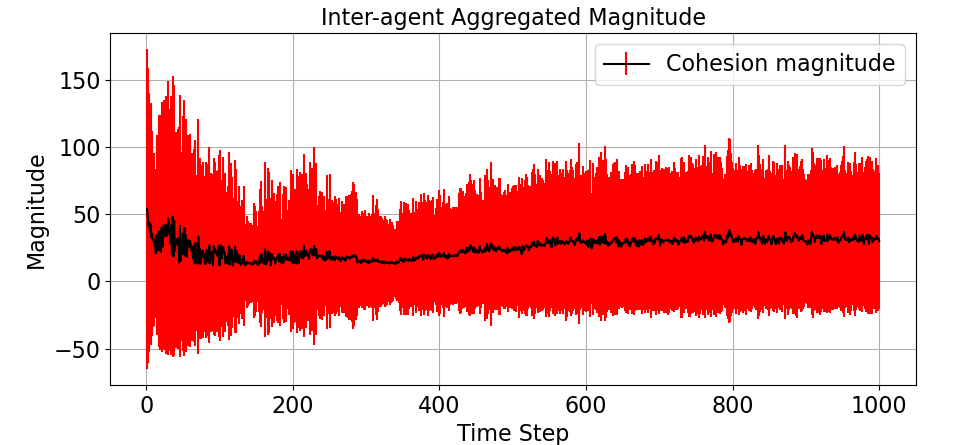 Inter-agent Aggregated Magnitude
Cohesion magnitude
Magnitude
150
100
50
0
−50
0 200 400 600 800 1000
Time Step